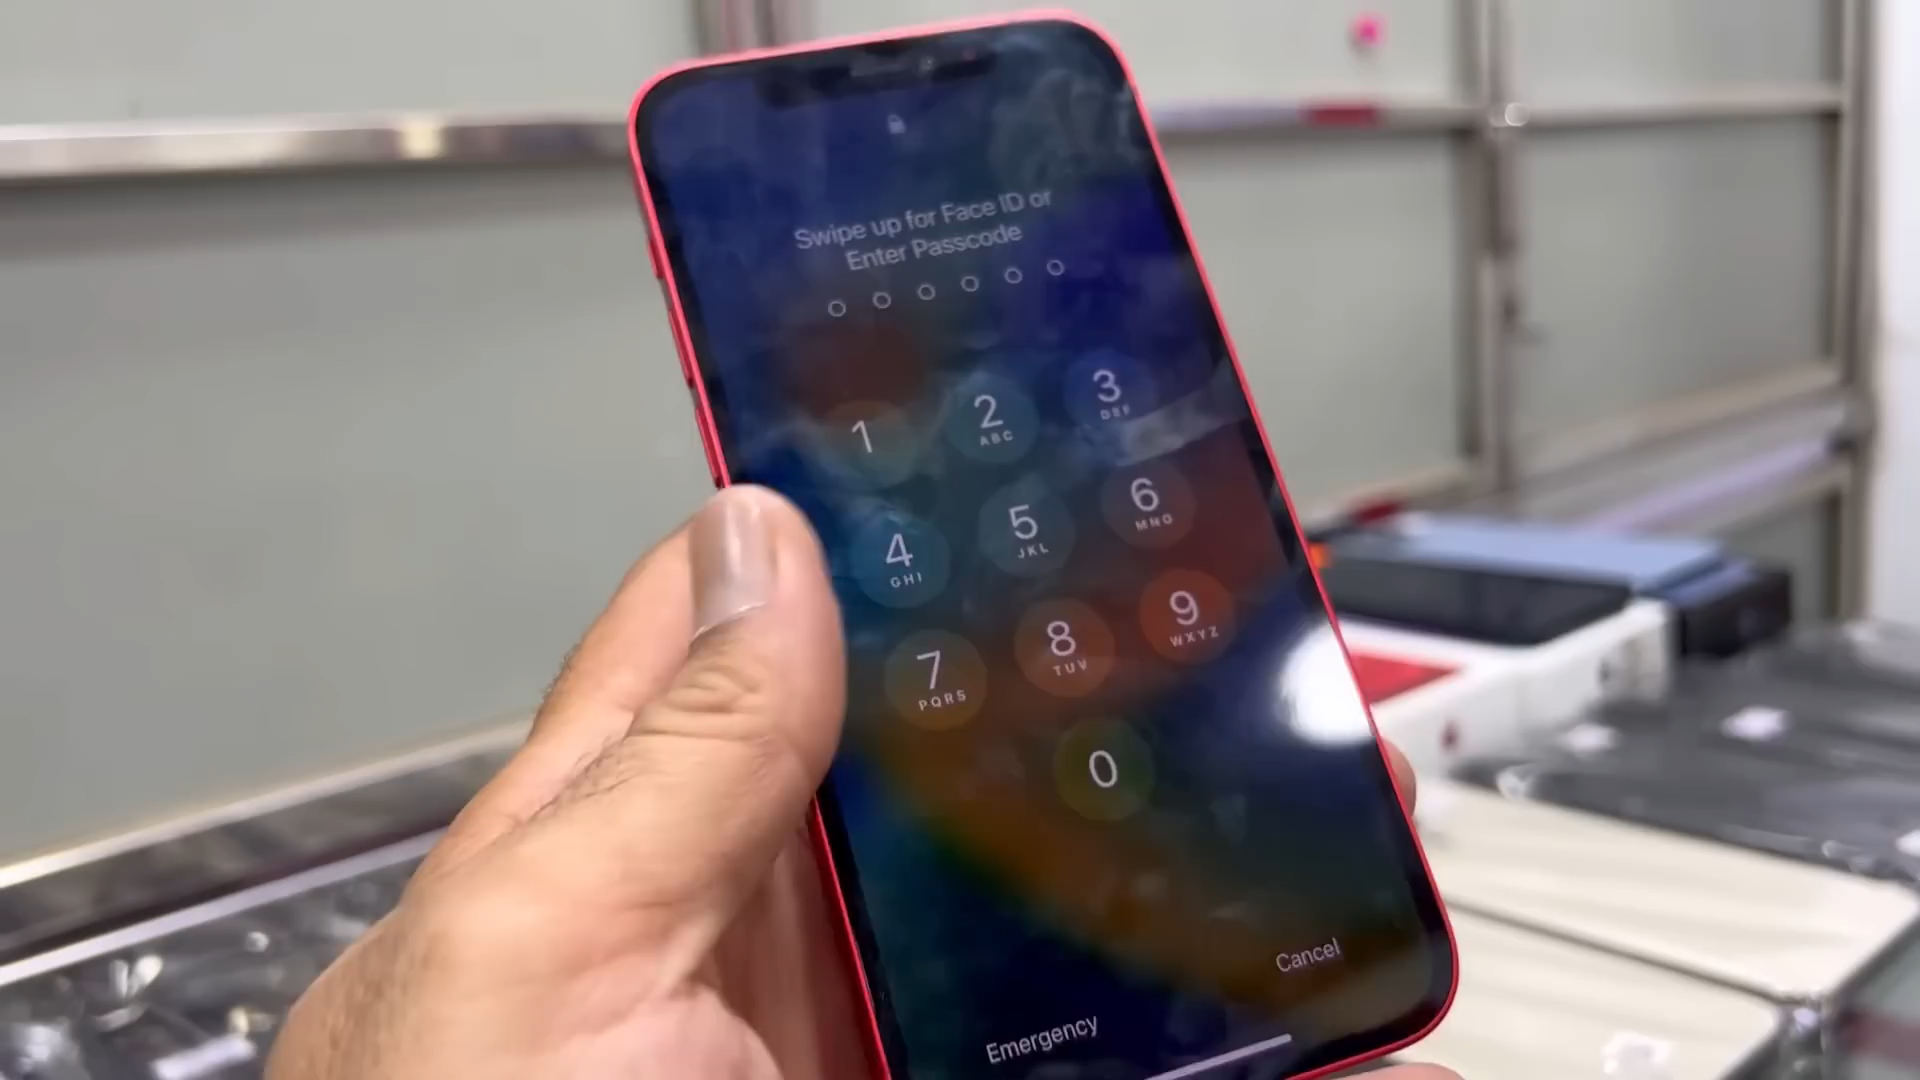 Swipe up for Face ID or
Enter Passcode
1
2
ABC
3
DEF
4
GHI
5
JKL
6
MNO
7
PQRS
8
TUV
9
WXYZ
0
Cancel
Emergency